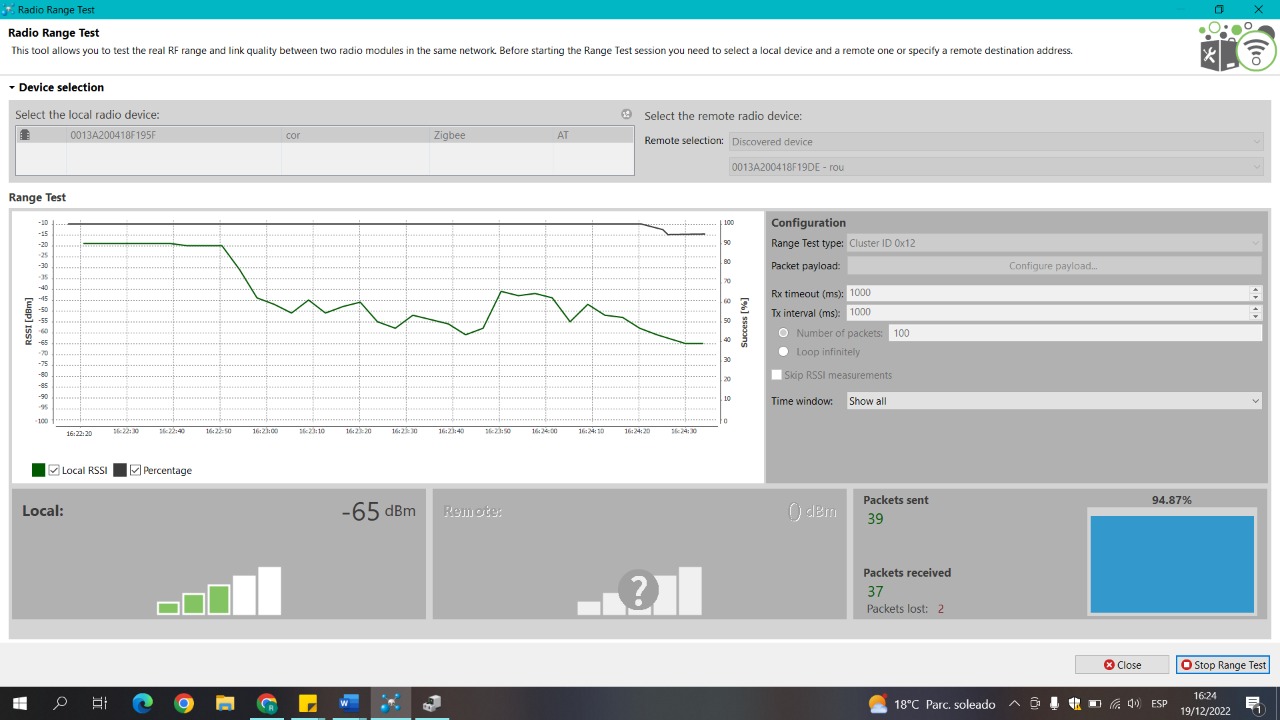 Radio Range Test
Radio Range Test
This tool allows you to test the real RF range and link quality between two radio modules in the same network. Before starting the Range Test session you need to select a local device and a remote one or specify a remote destination address.
Device selection
Select the local radio device:
0013A200418F195F cor Zigbee AT
Select the remote radio device:
Remote selection: Discovered device
0013A200418F19DE - rou
Range Test
RSSI [dBm]
-10
-15
-20
-25
-30
-35
-40
-45
-50
-55
-60
-65
-70
-75
-80
-85
-90
-95
-100
100
90
80
70
60
50
40
30
20
10
0
Success [%]
16:22:20 16:22:30 16:22:40 16:22:50 16:23:00 16:23:10 16:23:20 16:23:30 16:23:40 16:23:50 16:24:00 16:24:10 16:24:20 16:24:30
Local RSSI Percentage
Configuration
Range Test type: Cluster ID 0x12
Packet payload: Configure payload...
Rx timeout (ms): 1000
Tx interval (ms): 1000
Number of packets: 100
Loop infinitely
Skip RSSI measurements
Time window: Show all
Local: -65 dBm
Remote: 0 dBm
?
Packets sent
39
94.87%
Packets received
37
Packets lost: 2
Close Stop Range Test
18°C Parc. soleado ESP 16:24
19/12/2022
1